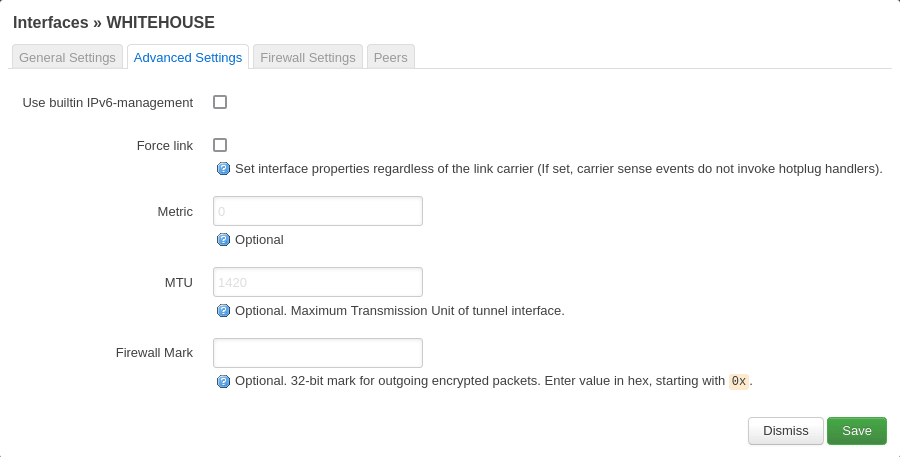 Interfaces » WHITEHOUSE
General Settings Advanced Settings Firewall Settings Peers
Use builtin IPv6-management
Force link
Set interface properties regardless of the link carrier (If set, carrier sense events do not invoke hotplug handlers).
Metric 0
Optional
MTU 1420
Optional. Maximum Transmission Unit of tunnel interface.
Firewall Mark
Optional. 32-bit mark for outgoing encrypted packets. Enter value in hex, starting with 0x.
Dismiss Save